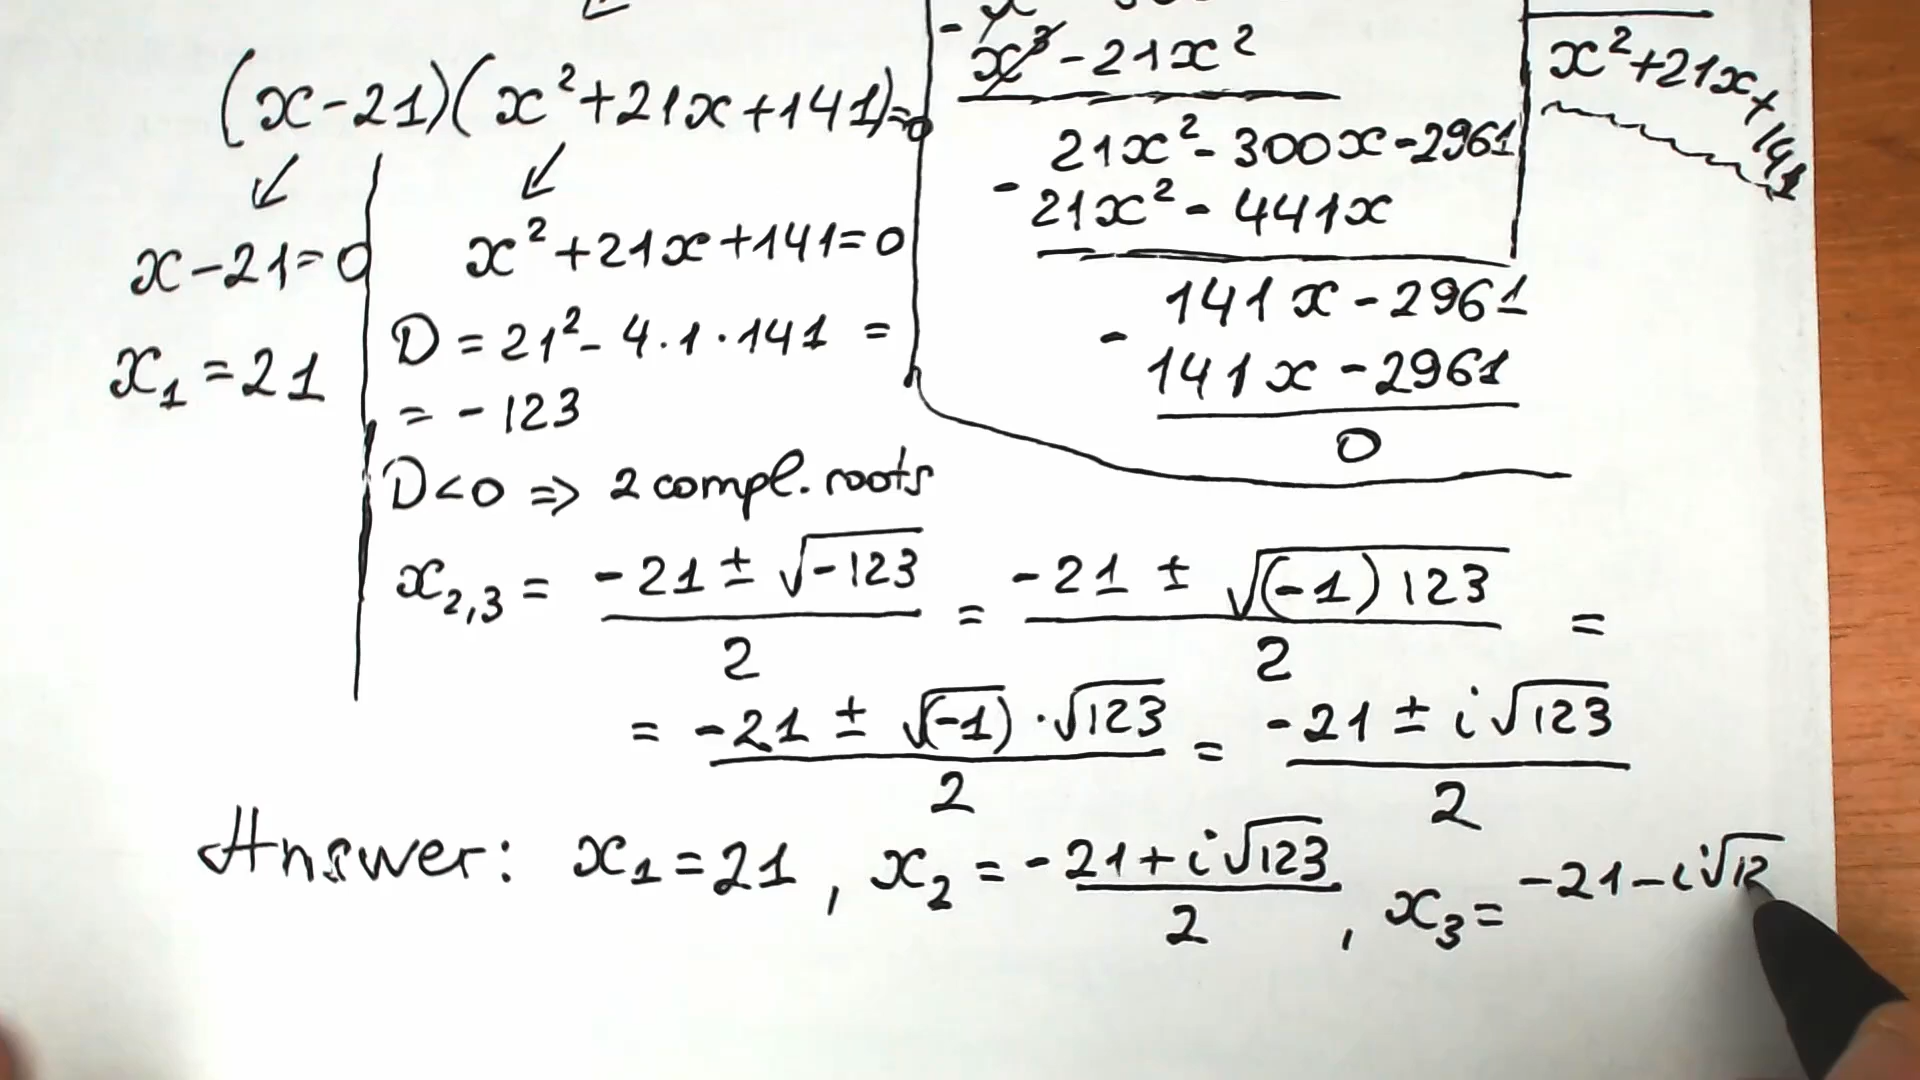 (x-21)(x²+21x+141)=0
x-21=0
x₁=21
x²+21x+141=0
D=21²-4·1·141=
=-123
D<0 ⇒ 2 compl. roots
x³-21x²
x²+21x+141
21x²-300x-2961
-21x²-441x
141x-2961
-141x-2961
0
x₂,₃ = (-21±√-123)/2 = (-21±√(-1)123)/2 =
= (-21±√(-1)·√123)/2 = (-21±i√123)/2
Answer: x₁=21, x₂=(-21+i√123)/2, x₃=-21-i√12